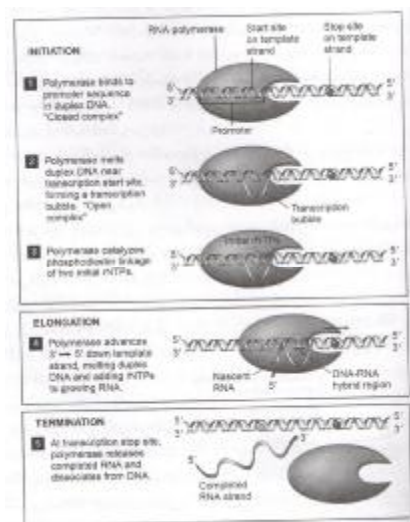 RNA polymerase
Start site
on template
strand
Stop site
on template
strand
INITIATION
1 Polymerase binds to
promoter sequence
in duplex DNA.
"Closed complex"
5'
3'
5'
3'
Promoter
2 Polymerase melts
duplex DNA near
transcription start site,
forming a transcription
bubble. "Open
complex"
5'
3'
5'
3'
Transcription
bubble
3 Polymerase catalyzes
phosphodiester linkage
of two initial rNTPs.
Initial rNTPs
5'
3'
5'
3'
ELONGATION
4 Polymerase advances
3' → 5' down template
strand, melting duplex
DNA and adding rNTPs
to growing RNA.
5'
3'
5'
3'
Nascent
RNA
5'
DNA-RNA
hybrid region
TERMINATION
5 At transcription stop site,
polymerase releases
completed RNA and
dissociates from DNA.
5'
3'
5'
3'
5'
3'
Completed
RNA strand